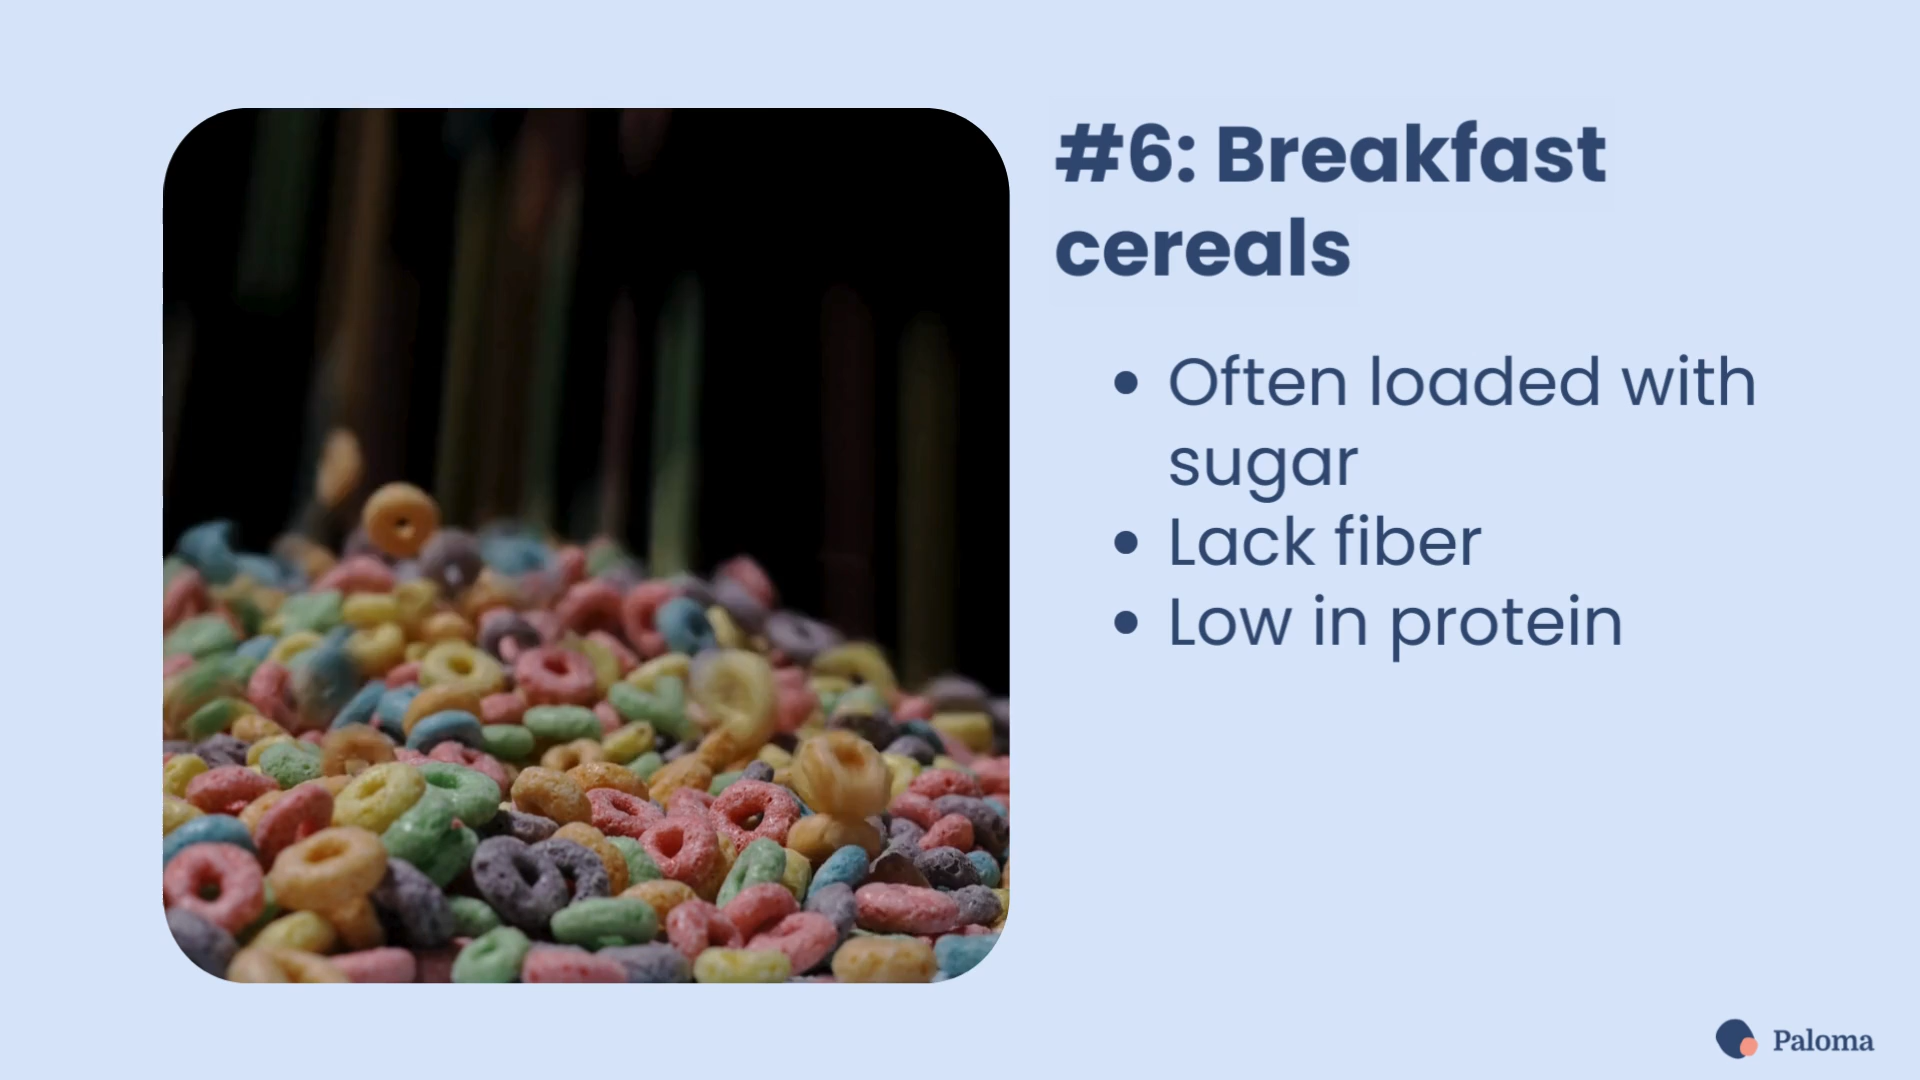 #6: Breakfast
cereals
• Often loaded with
sugar
• Lack fiber
• Low in protein
Paloma